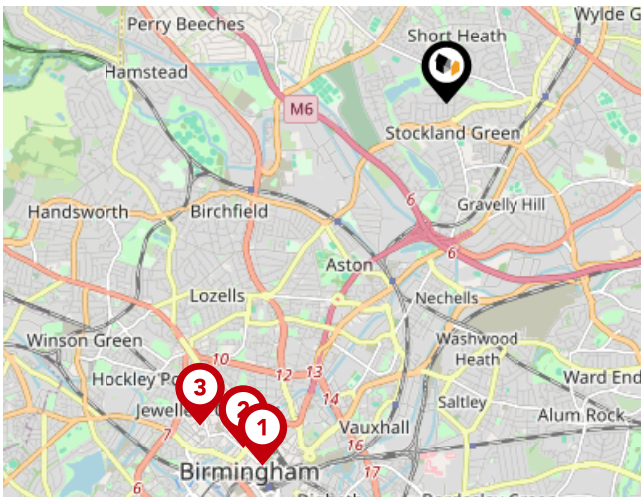 Wylde G
Perry Beeches
Short Heath
Hamstead
M6
Stockland Green
6
Gravelly Hill
Handsworth
Birchfield
6
Aston
Lozells
Nechells
Winson Green
Washwood
Heath
10
12
13
Hockley Po
3
Ward End
14
Saltley
Jewelle
2
Alum Rock
1
7
Vauxhall
16
Birmingham
17
6